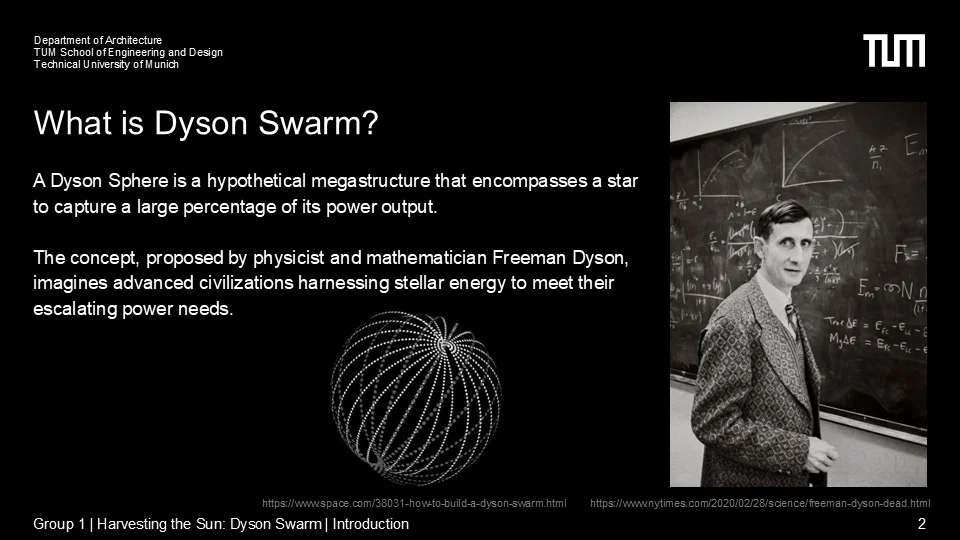 Department of Architecture
TUM School of Engineering and Design
Technical University of Munich
TUM
What is Dyson Swarm?
A Dyson Sphere is a hypothetical megastructure that encompasses a star
to capture a large percentage of its power output.
The concept, proposed by physicist and mathematician Freeman Dyson,
imagines advanced civilizations harnessing stellar energy to meet their
escalating power needs.
https://www.space.com/38031-how-to-build-a-dyson-swarm.html
https://www.nytimes.com/2020/02/28/science/freeman-dyson-dead.html
Group 1 | Harvesting the Sun: Dyson Swarm | Introduction
2